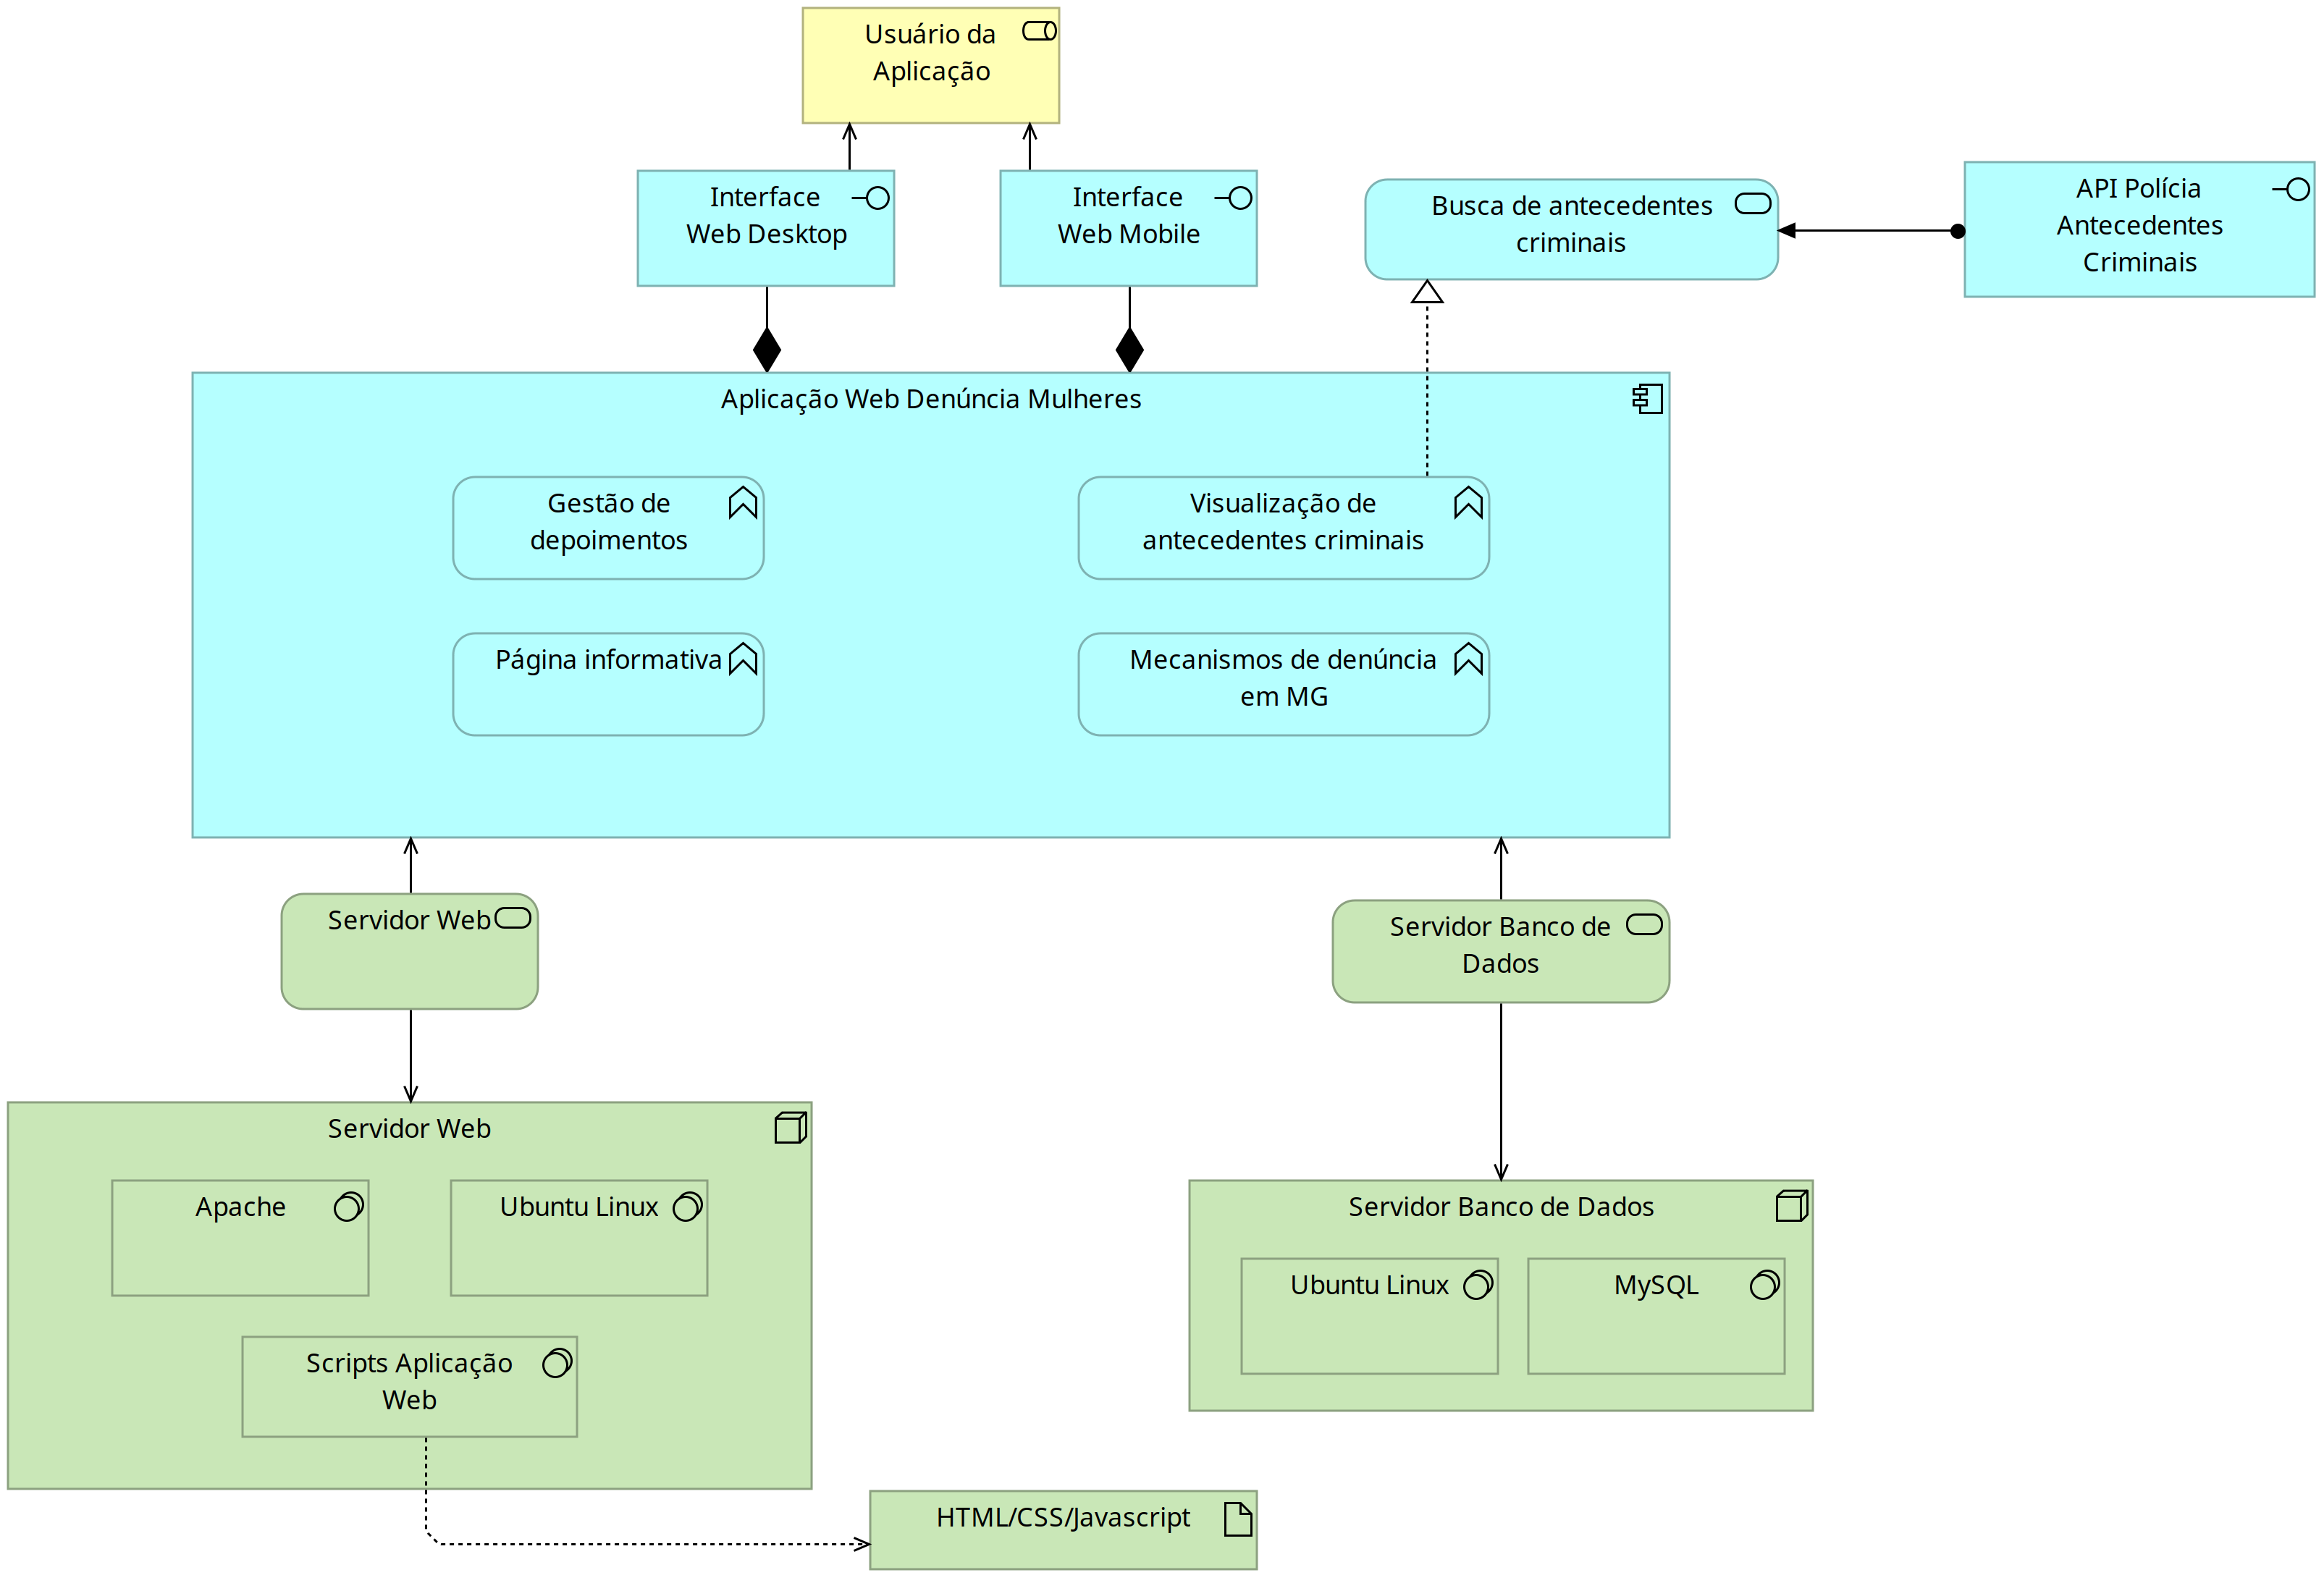 Usuário da
Aplicação
Interface
Web Desktop
Interface
Web Mobile
Busca de antecedentes
criminais
API Polícia
Antecedentes
Criminais
Aplicação Web Denúncia Mulheres
Gestão de
depoimentos
Visualização de
antecedentes criminais
Página informativa
Mecanismos de denúncia
em MG
Servidor Web
Servidor Banco de
Dados
Servidor Web
Apache
Ubuntu Linux
Scripts Aplicação
Web
Servidor Banco de Dados
Ubuntu Linux
MySQL
HTML/CSS/Javascript